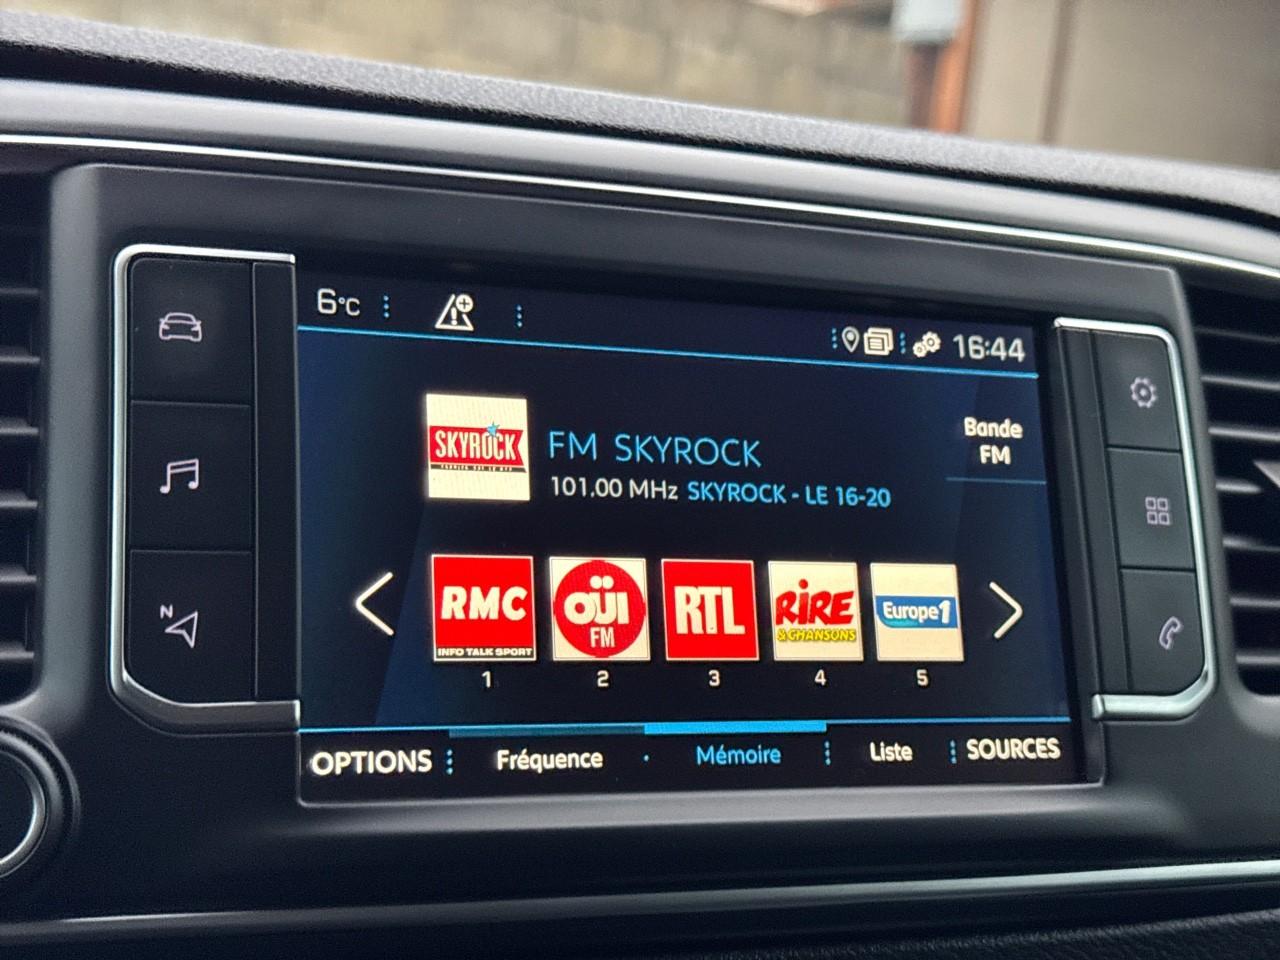 6°C
16:44
SKYROCK
FM SKYROCK
101.00 MHz SKYROCK - LE 16-20
Bande
FM
RMC
INFO TALK SPORT
OÜI
FM
RTL
RIRE
& CHANSONS
Europe1
1 2 3 4 5
OPTIONS Fréquence Mémoire Liste SOURCES
N